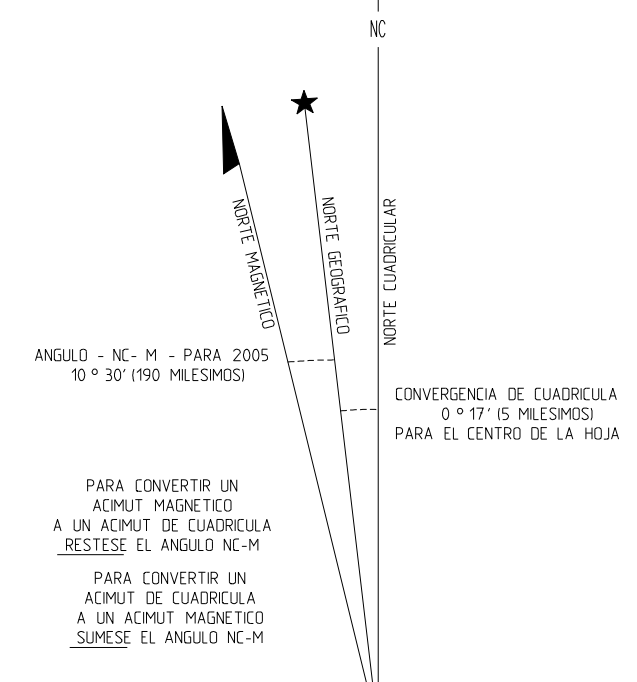 NC
NORTE MAGNETICO
NORTE GEOGRAFICO
NORTE CUADRICULAR
ANGULO - NC- M - PARA 2005
10 ° 30' (190 MILESIMOS)
CONVERGENCIA DE CUADRICULA
0 ° 17' (5 MILESIMOS)
PARA EL CENTRO DE LA HOJA
PARA CONVERTIR UN
ACIMUT MAGNETICO
A UN ACIMUT DE CUADRICULA
RESTESE EL ANGULO NC-M
PARA CONVERTIR UN
ACIMUT DE CUADRICULA
A UN ACIMUT MAGNETICO
SUMESE EL ANGULO NC-M